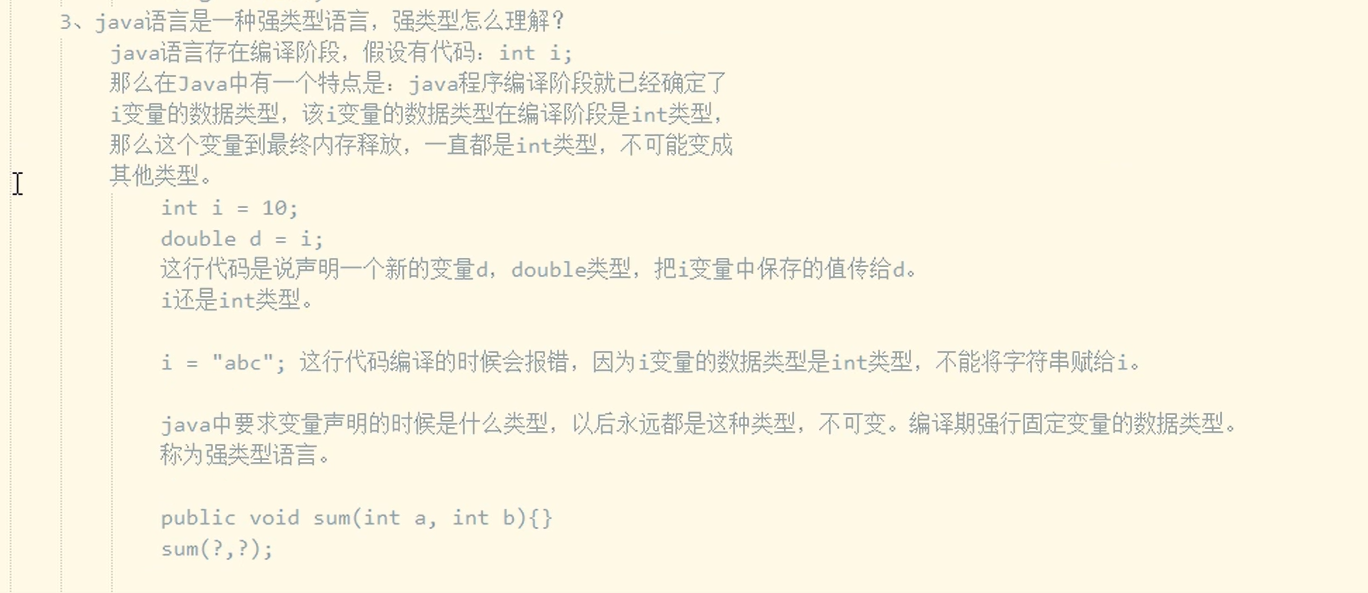 3、java语言是一种强类型语言，强类型怎么理解？
java语言存在编译阶段，假设有代码：int i;
那么在Java中有一个特点是：java程序编译阶段就已经确定了
i变量的数据类型，该i变量的数据类型在编译阶段是int类型，
那么这个变量到最终内存释放，一直都是int类型，不可能变成
其他类型。
int i = 10;
double d = i;
这行代码是说声明一个新的变量d，double类型，把i变量中保存的值传给d。
i还是int类型。
i = "abc"; 这行代码编译的时候会报错，因为i变量的数据类型是int类型，不能将字符串赋给i。
java中要求变量声明的时候是什么类型，以后永远都是这种类型，不可变。编译期强行固定变量的数据类型。
称为强类型语言。
public void sum(int a, int b){}
sum(?,?);